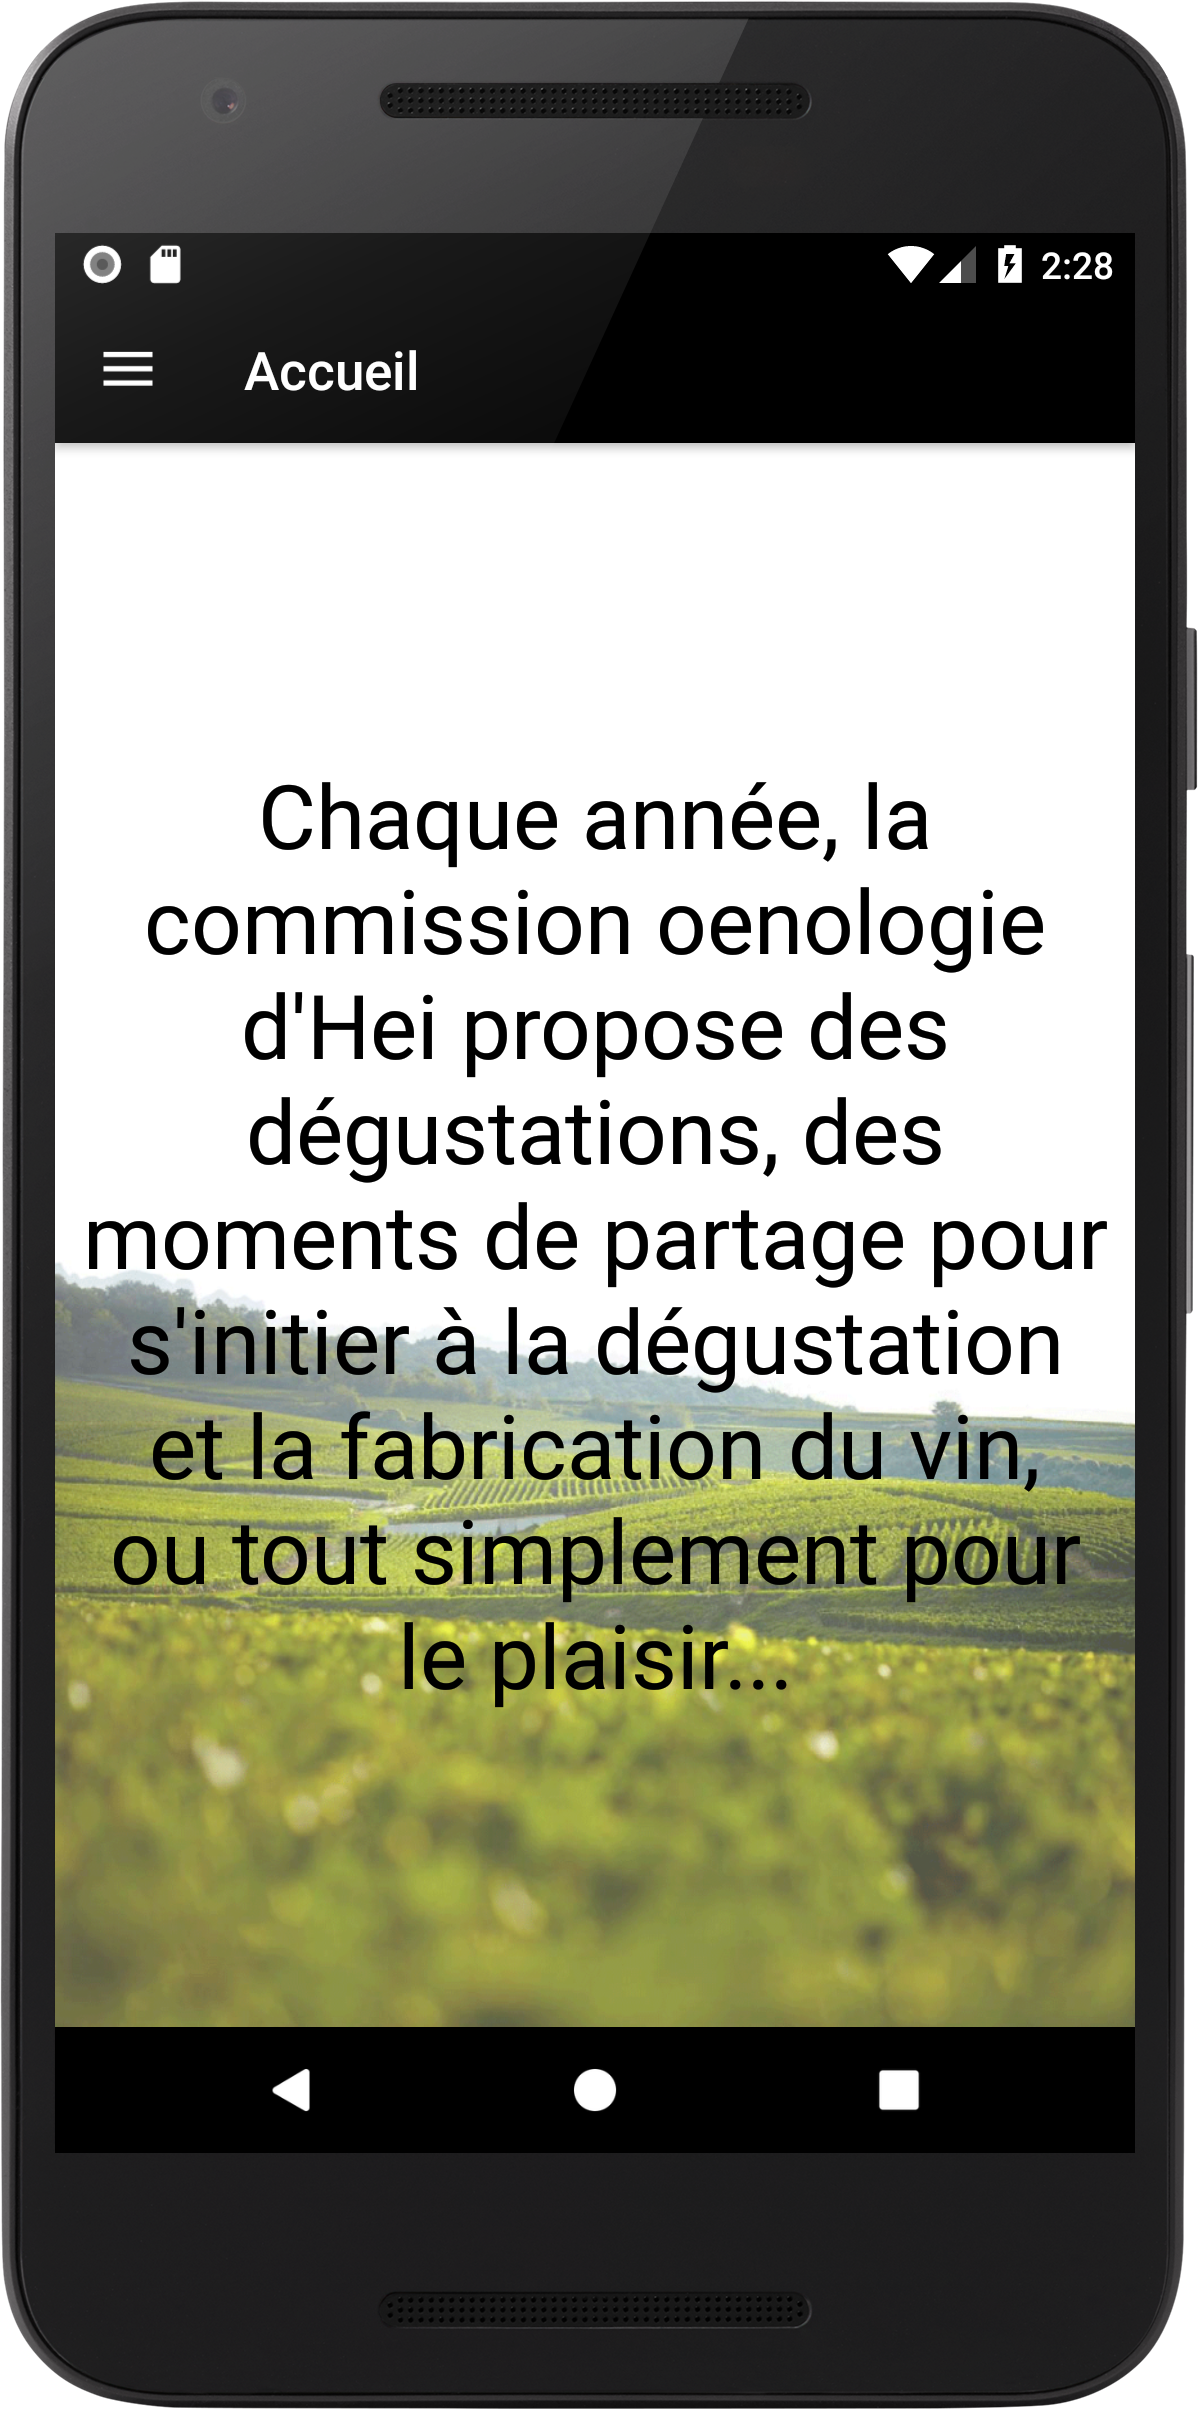 2:28
Accueil
Chaque année, la
commission oenologie
d'Hei propose des
dégustations, des
moments de partage pour
s'initier à la dégustation
et la fabrication du vin,
ou tout simplement pour
le plaisir...